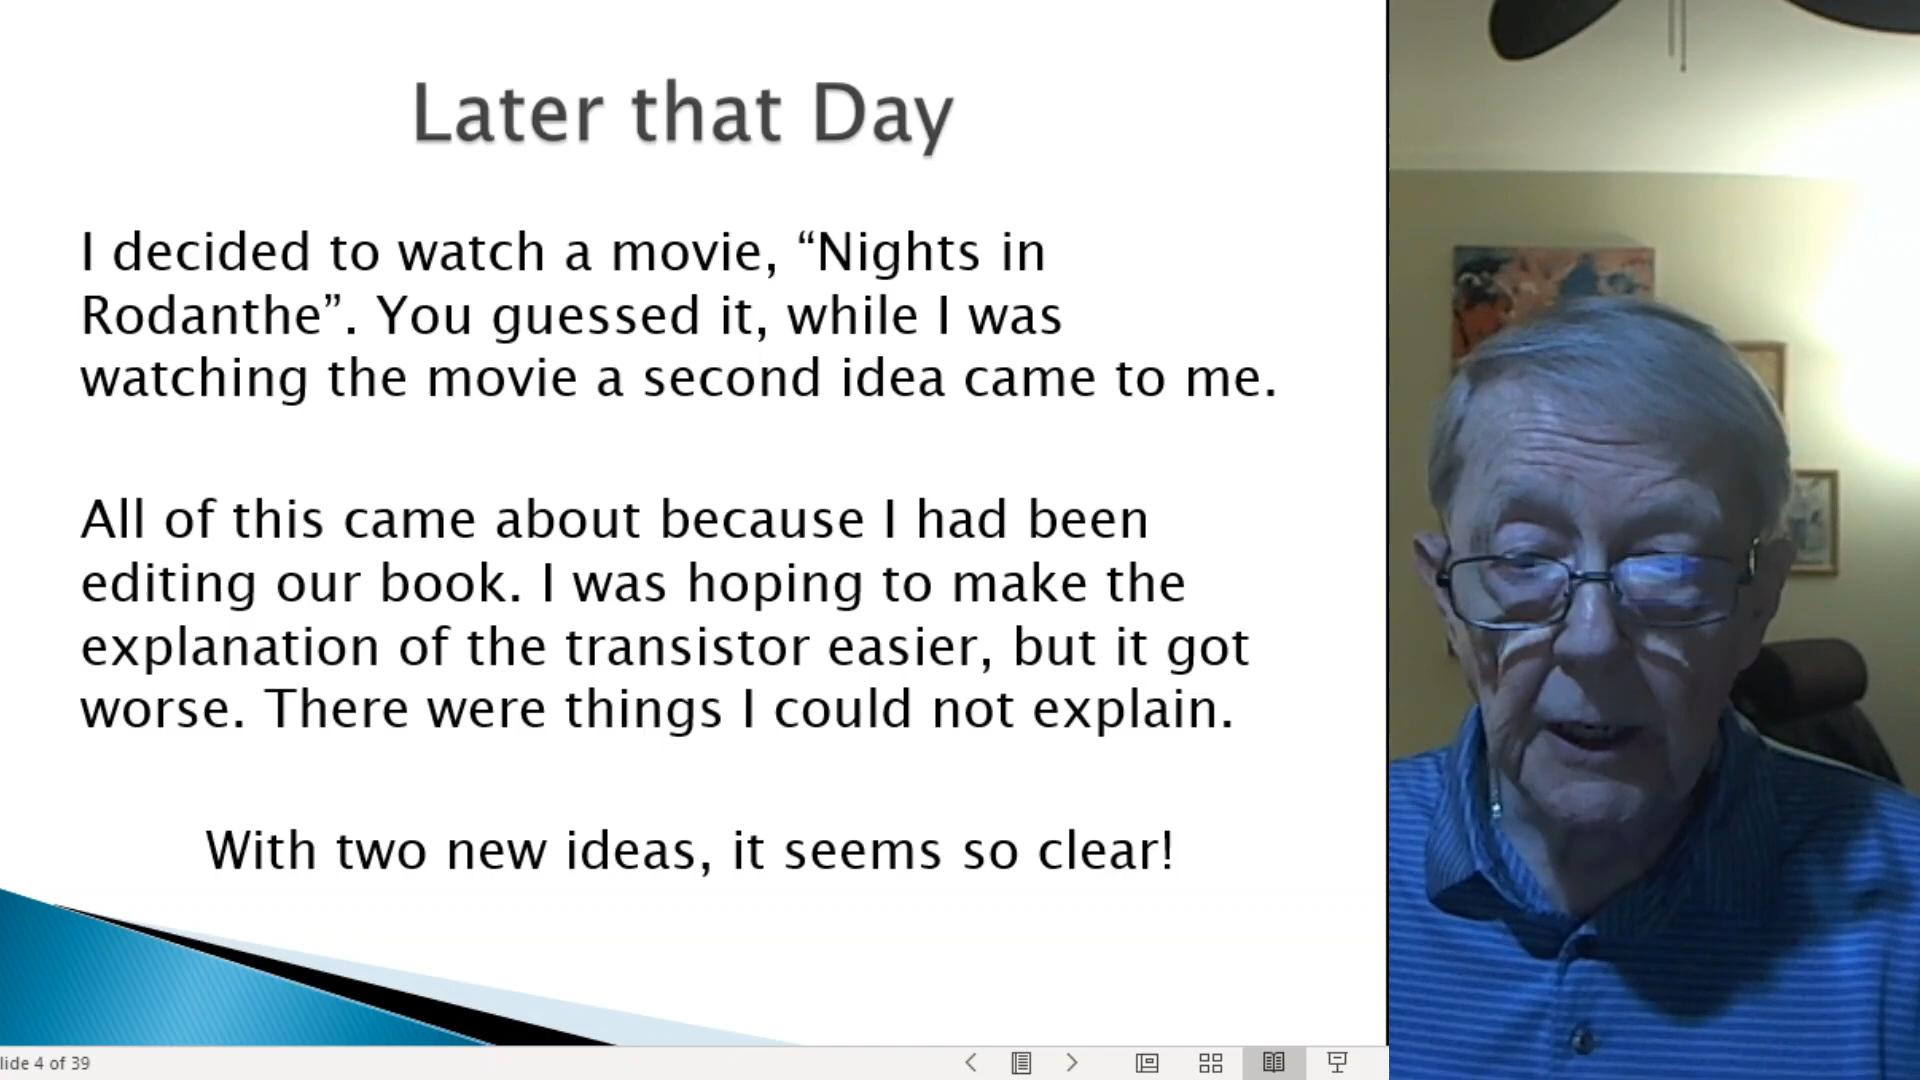 Later that Day
I decided to watch a movie, “Nights in
Rodanthe”. You guessed it, while I was
watching the movie a second idea came to me.
All of this came about because I had been
editing our book. I was hoping to make the
explanation of the transistor easier, but it got
worse. There were things I could not explain.
With two new ideas, it seems so clear!
lide 4 of 39